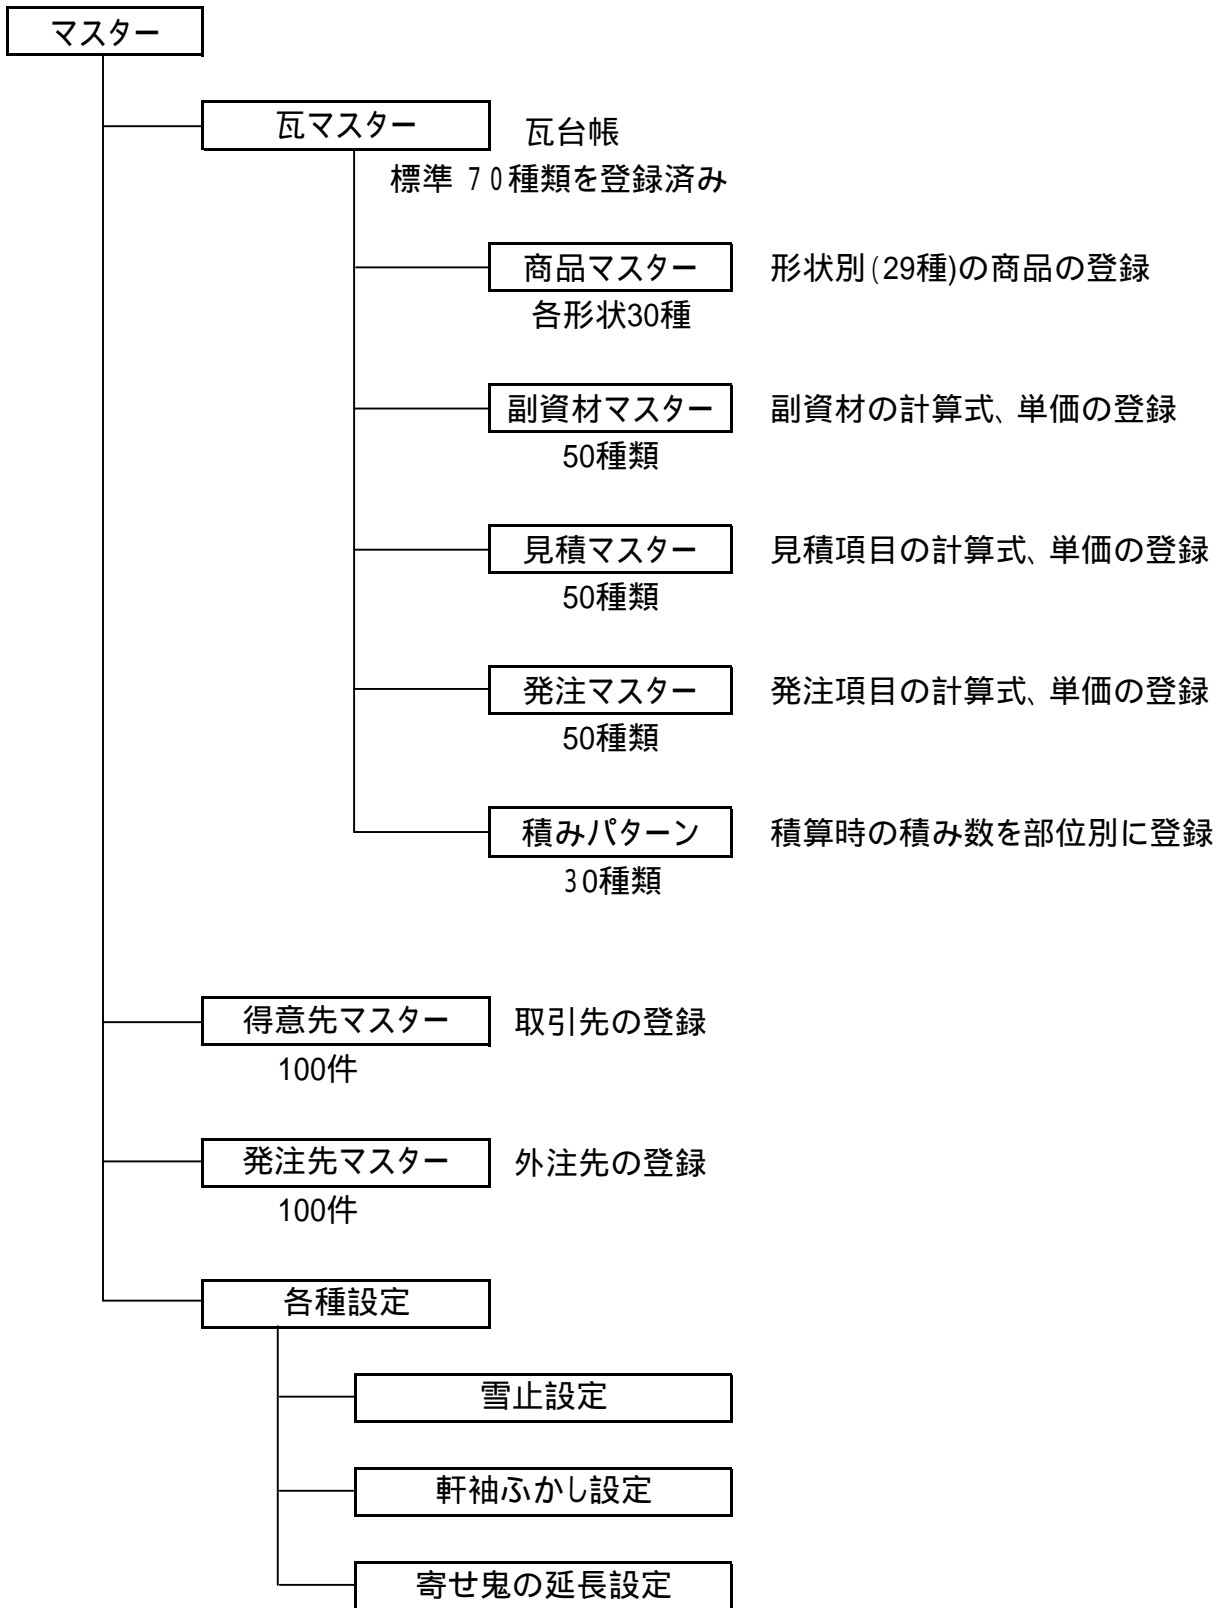 マスター
瓦マスター 瓦台帳
標準 70種類を登録済み
商品マスター 形状別(29種)の商品の登録
各形状30種
副資材マスター 副資材の計算式、単価の登録
50種類
見積マスター 見積項目の計算式、単価の登録
50種類
発注マスター 発注項目の計算式、単価の登録
50種類
積みパターン 積算時の積み数を部位別に登録
30種類
得意先マスター 取引先の登録
100件
発注先マスター 外注先の登録
100件
各種設定
雪止設定
軒袖ふかし設定
寄せ鬼の延長設定